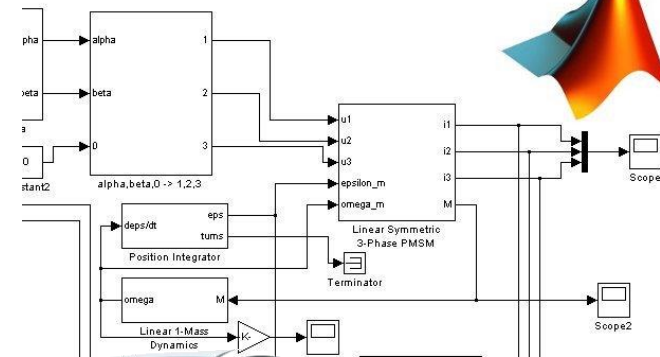 pha
alpha
1
u1
i1
beta
beta
2
u2
i2
a
0
0
3
u3
i3
stant2
alpha,beta,0 -> 1,2,3
epsilon_m
omega_m
M
Scope
deps/dt
eps
turns
Linear Symmetric
3-Phase PMSM
Position Integrator
Terminator
omega
M
Scope2
Linear 1-Mass
Dynamics
K-